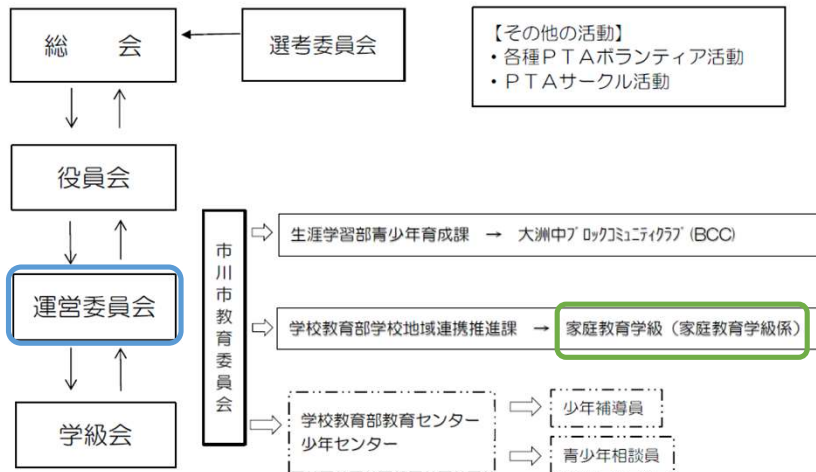 総　会
選考委員会
【その他の活動】
・各種ＰＴＡボランティア活動
・ＰＴＡサークル活動
役員会
運営委員会
学級会
市川市教育委員会
生涯学習部青少年育成課　→　大洲中ﾌﾞﾛｯｸｺﾐｭﾆﾃｨｸﾗﾌﾞ(BCC)
学校教育部学校地域連携推進課　→　家庭教育学級（家庭教育学級係）
学校教育部教育センター
少年センター
少年補導員
青少年相談員